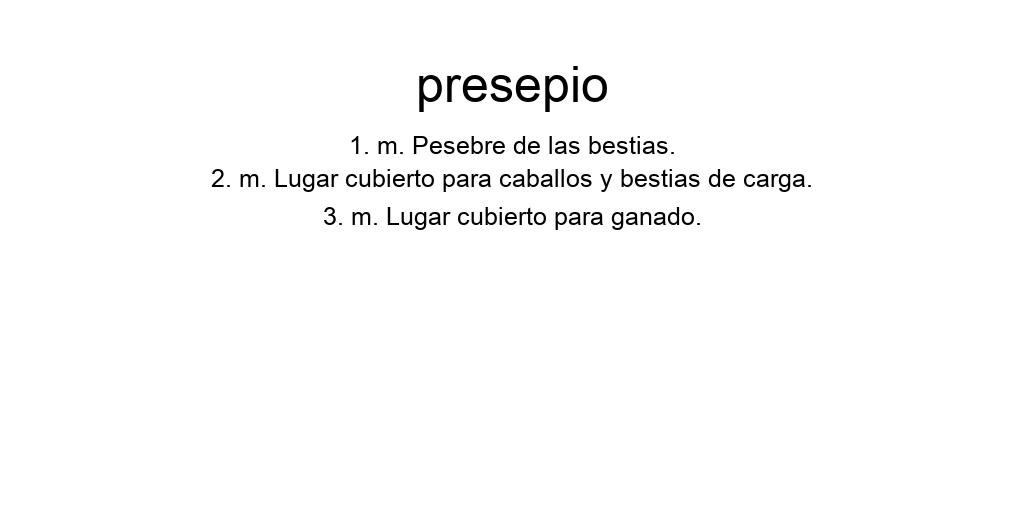 presepio
1. m. Pesebre de las bestias.
2. m. Lugar cubierto para caballos y bestias de carga.
3. m. Lugar cubierto para ganado.